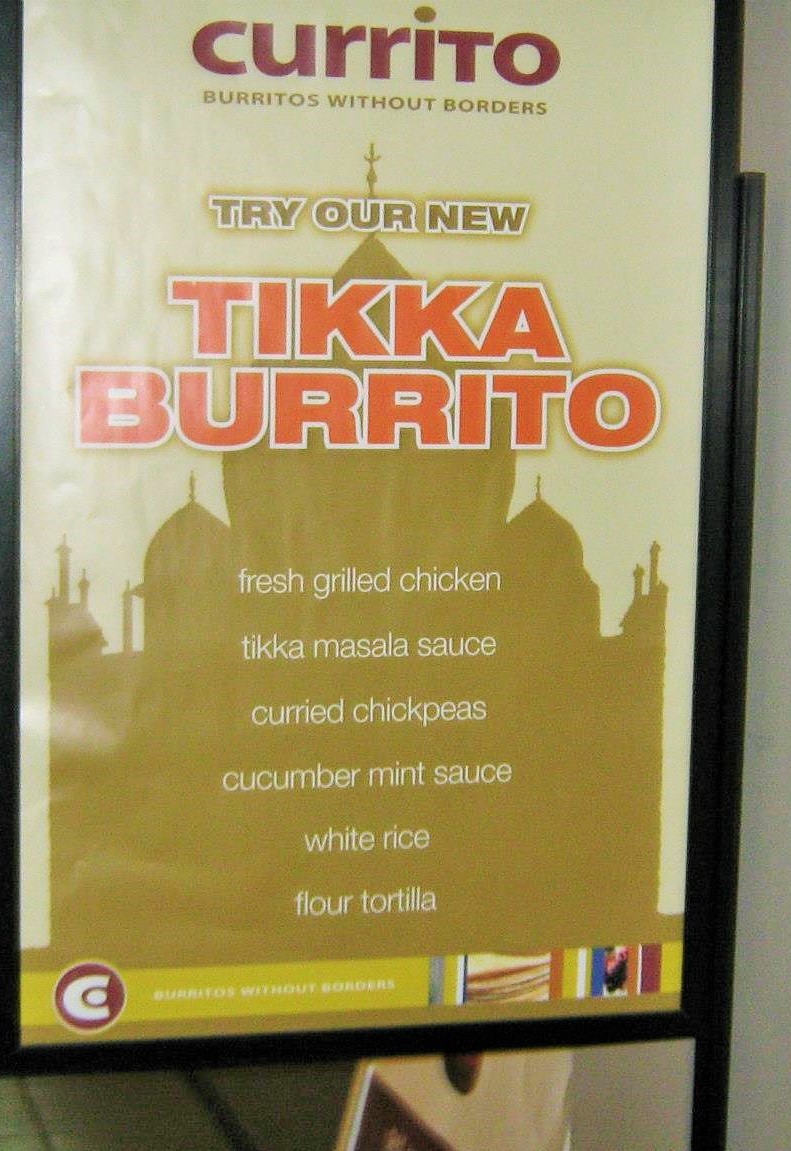 currito
BURRITOS WITHOUT BORDERS
TRY OUR NEW
TIKKA
BURRITO
fresh grilled chicken
tikka masala sauce
curried chickpeas
cucumber mint sauce
white rice
flour tortilla
C
BURRITOS WITHOUT BORDERS